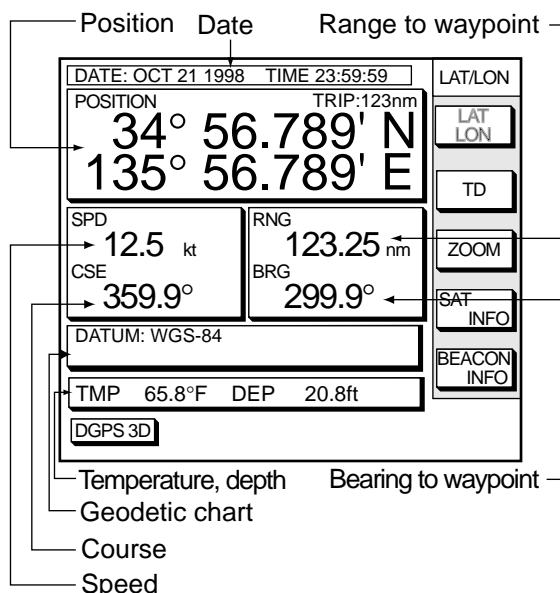 Position Date Range to waypoint
DATE: OCT 21 1998 TIME 23:59:59 LAT/LON
POSITION TRIP:123nm
34° 56.789' N
135° 56.789' E
LAT
LON
TD
SPD
12.5 kt
CSE
359.9°
RNG
123.25 nm
BRG
299.9°
ZOOM
SAT
INFO
DATUM: WGS-84
BEACON
INFO
TMP 65.8°F DEP 20.8ft
DGPS 3D
Temperature, depth Bearing to waypoint
Geodetic chart
Course
Speed